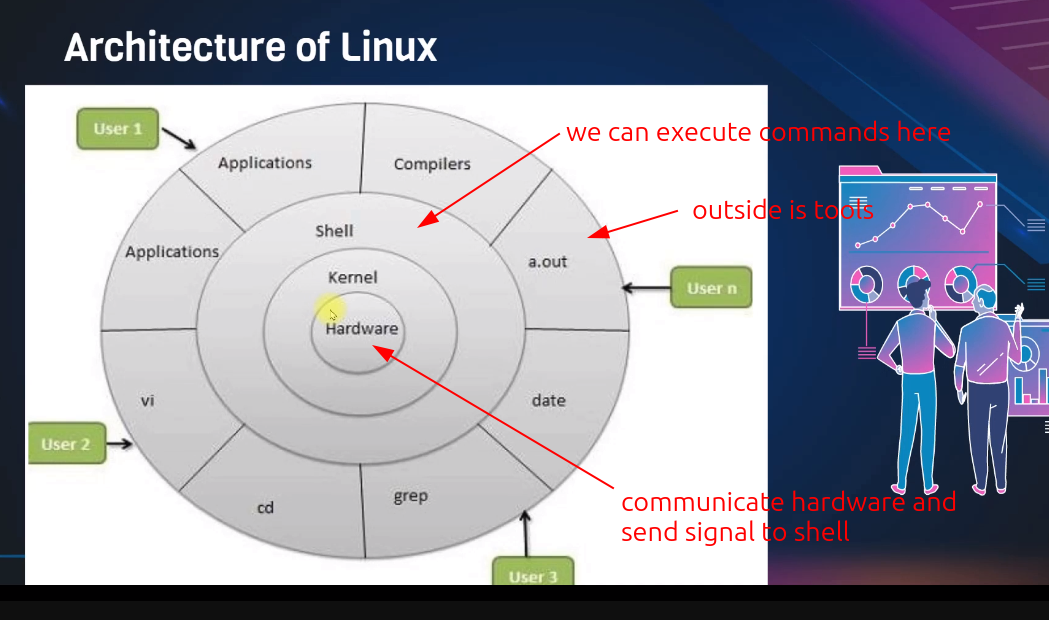 Architecture of Linux
User 1
we can execute commands here
Applications
Compilers
outside is tools
Shell
Applications
a.out
Kernel
User n
Hardware
vi
date
User 2
grep
cd
communicate hardware and
send signal to shell
User 3